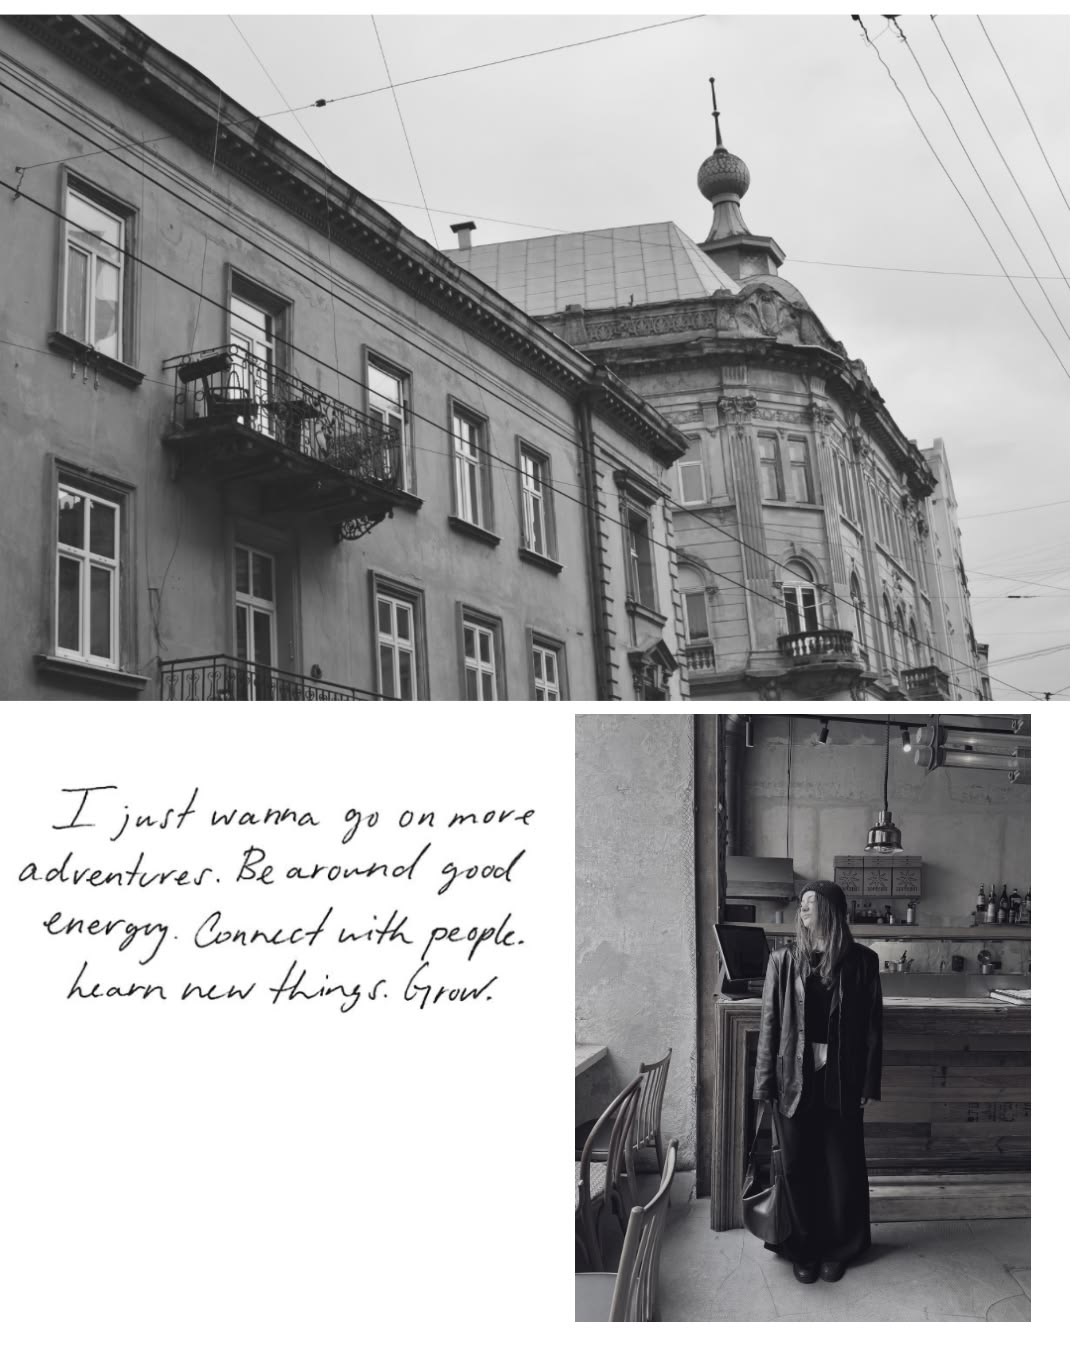 I just wanna go on more
adventures. Be around good
energy. Connect with people.
Learn new things. Grow.